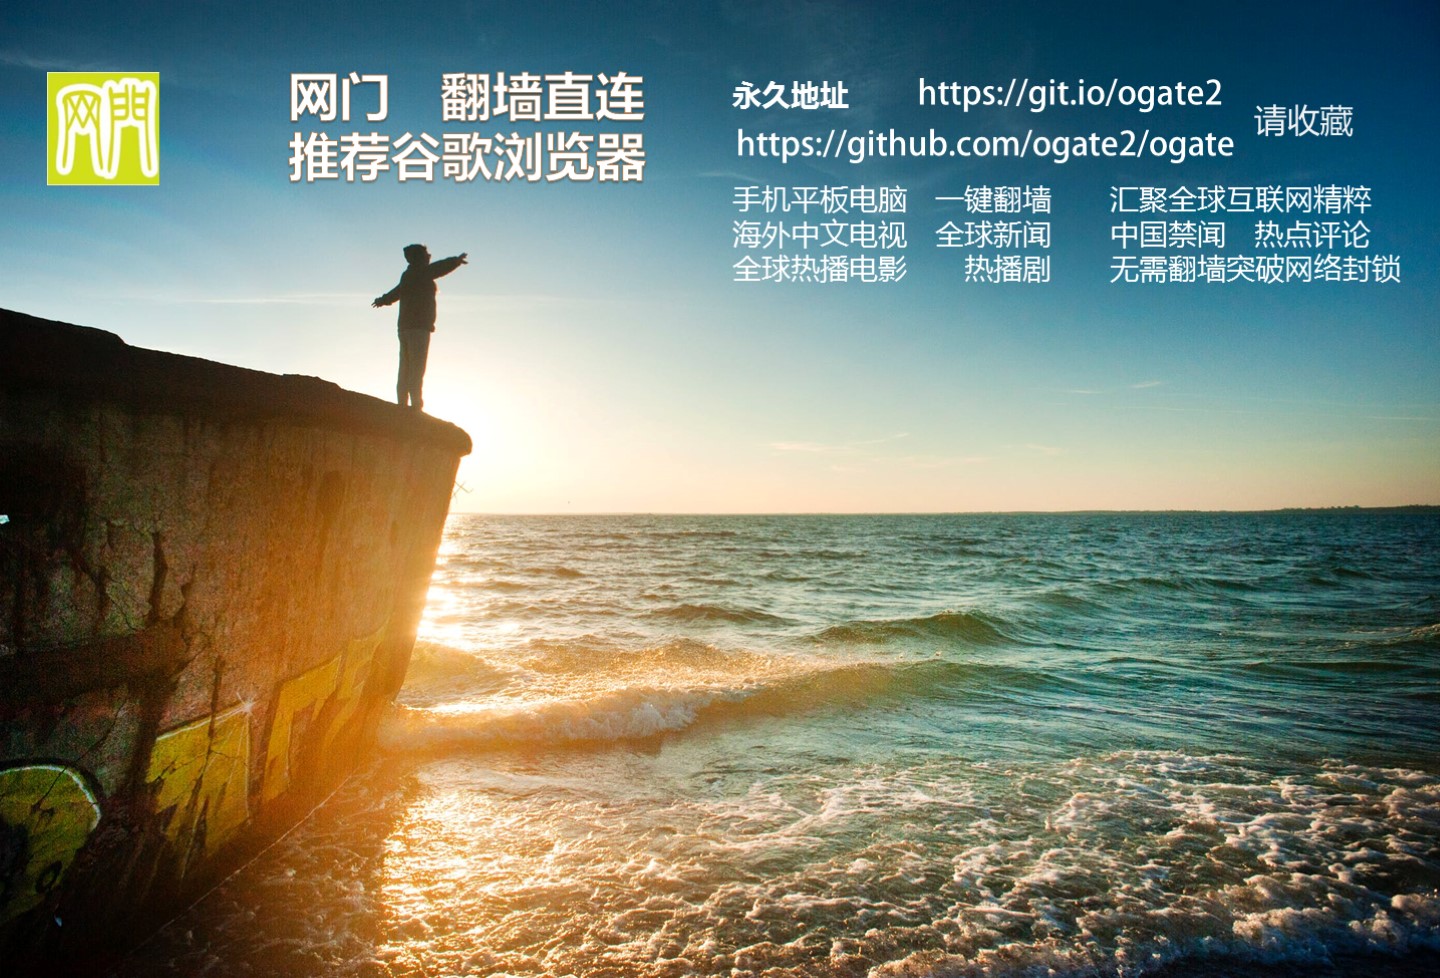 网門
网门 翻墙直连
推荐谷歌浏览器
永久地址 https://git.io/ogate2
https://github.com/ogate2/ogate
请收藏
手机平板电脑 一键翻墙 汇聚全球互联网精粹
海外中文电视 全球新闻 中国禁闻 热点评论
全球热播电影 热播剧 无需翻墙突破网络封锁